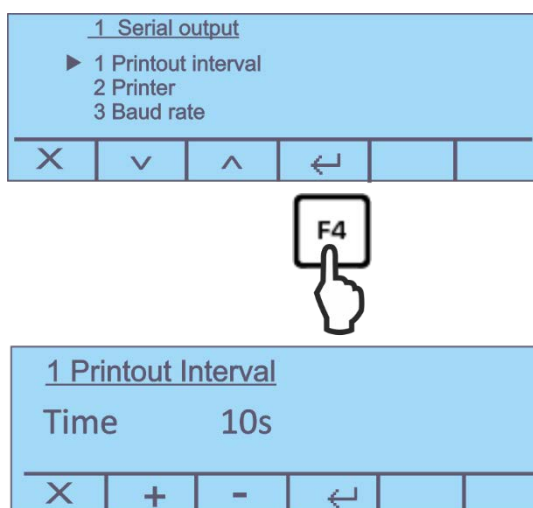 1 Serial output
▶ 1 Printout interval
2 Printer
3 Baud rate
X ∨ ∧ ↵
F4
1 Printout Interval
Time 10s
X + - ↵